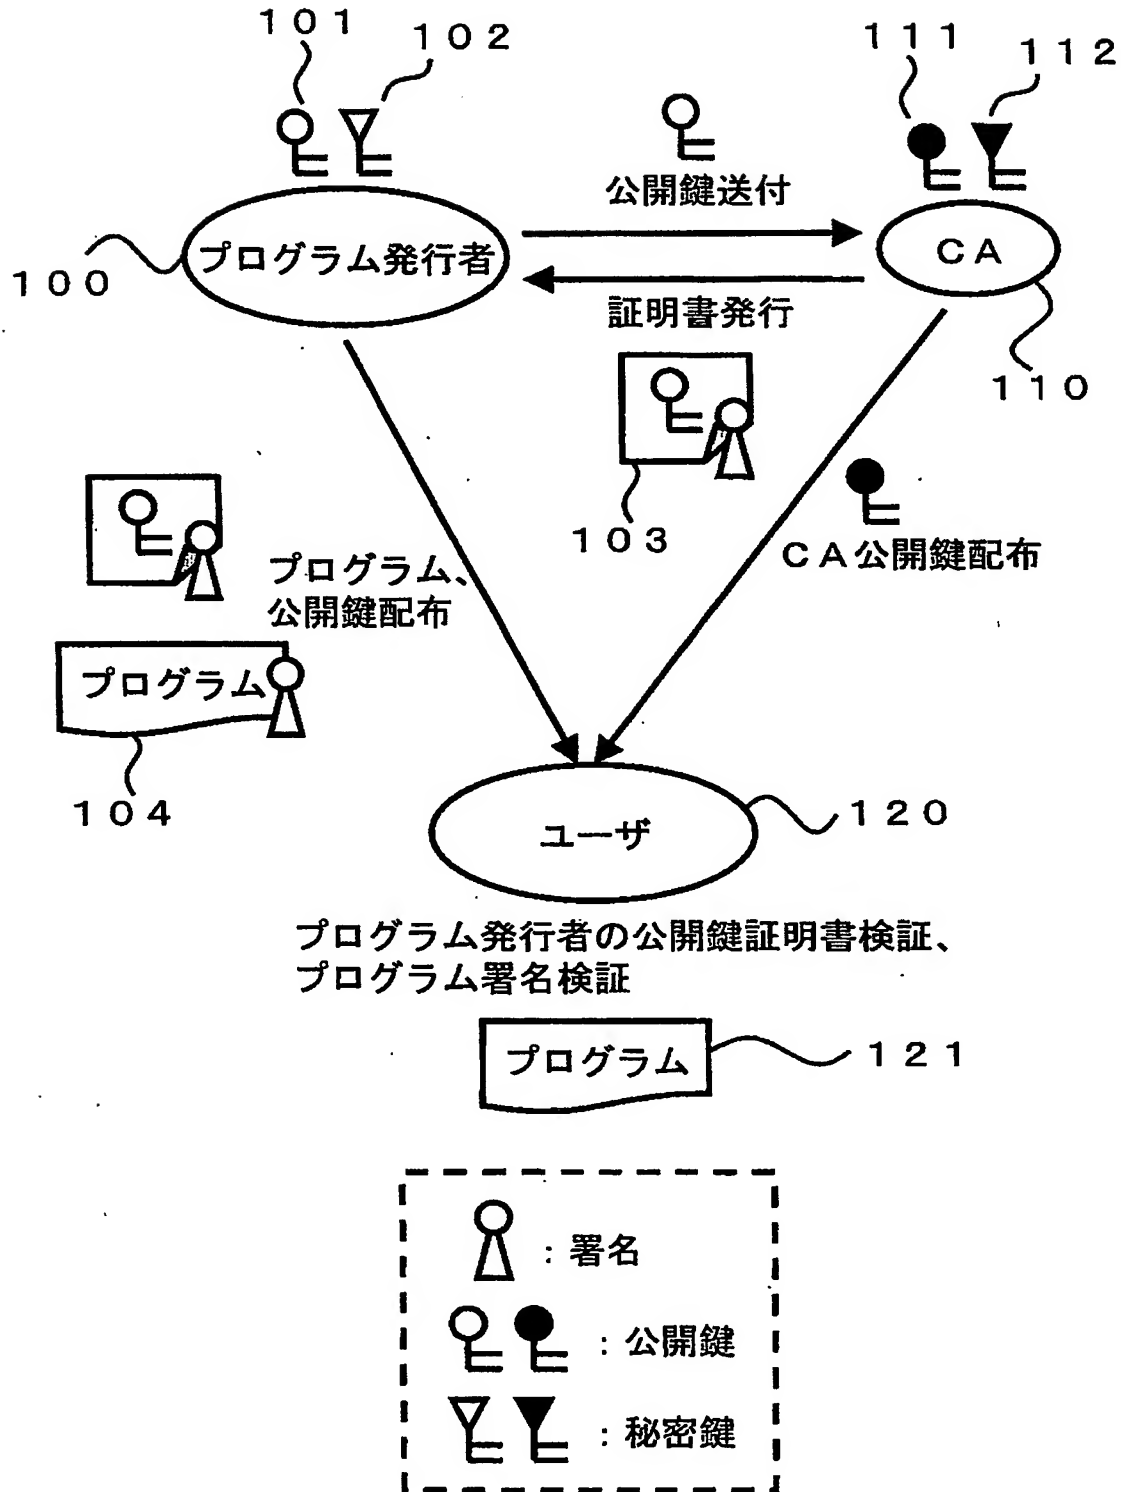 101
102
111
112
公開鍵送付
プログラム発行者
CA
100
証明書発行
110
103
CA公開鍵配布
プログラム、
公開鍵配布
プログラム
104
ユーザ
120
プログラム発行者の公開鍵証明書検証、
プログラム署名検証
プログラム
121
:署名
:公開鍵
:秘密鍵